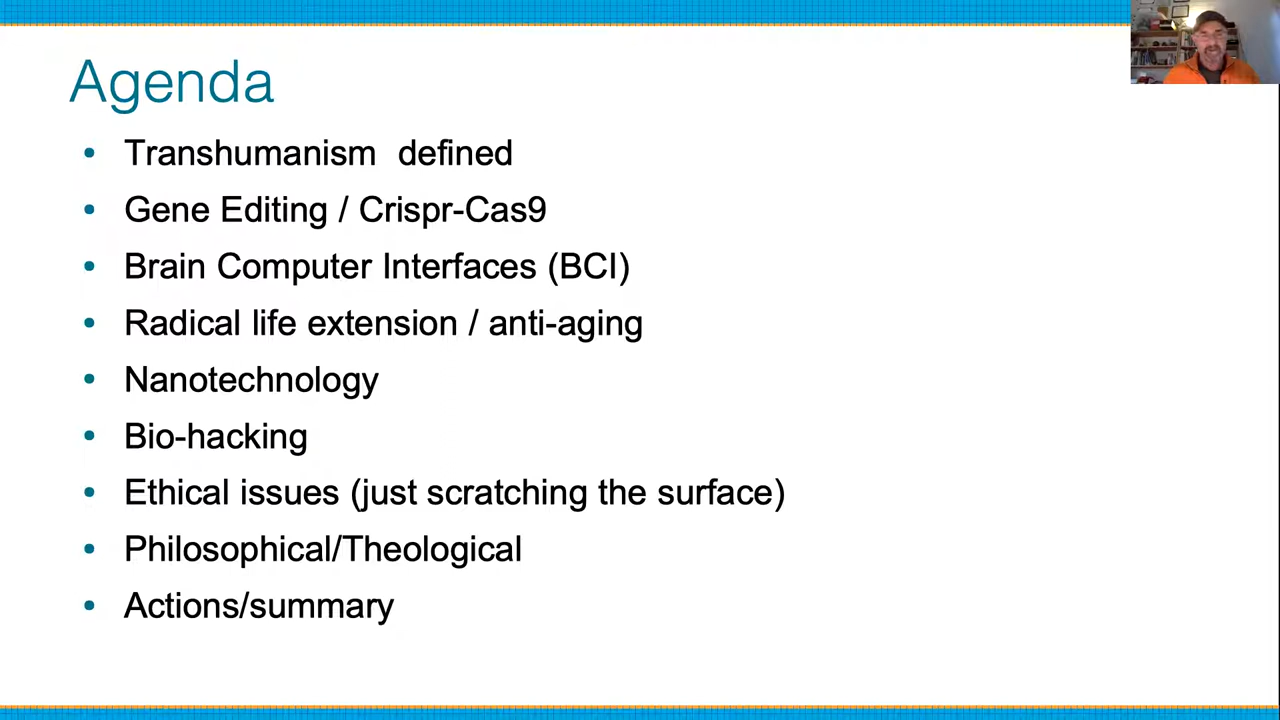 Agenda
• Transhumanism  defined
• Gene Editing / Crispr-Cas9
• Brain Computer Interfaces (BCI)
• Radical life extension / anti-aging
• Nanotechnology
• Bio-hacking
• Ethical issues (just scratching the surface)
• Philosophical/Theological
• Actions/summary